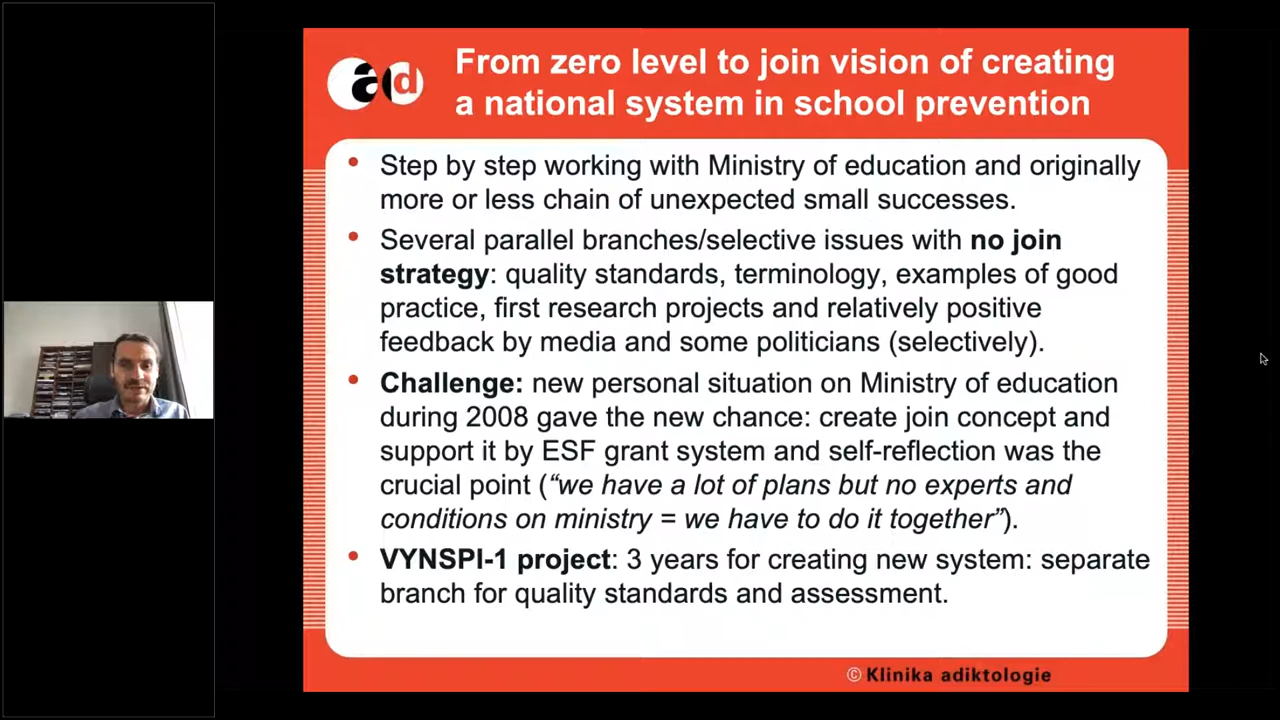 ad
From zero level to join vision of creating
a national system in school prevention
• Step by step working with Ministry of education and originally
more or less chain of unexpected small successes.
• Several parallel branches/selective issues with no join
strategy: quality standards, terminology, examples of good
practice, first research projects and relatively positive
feedback by media and some politicians (selectively).
• Challenge: new personal situation on Ministry of education
during 2008 gave the new chance: create join concept and
support it by ESF grant system and self-reflection was the
crucial point (“we have a lot of plans but no experts and
conditions on ministry = we have to do it together”).
• VYNSPI-1 project: 3 years for creating new system: separate
branch for quality standards and assessment.
© Klinika adiktologie